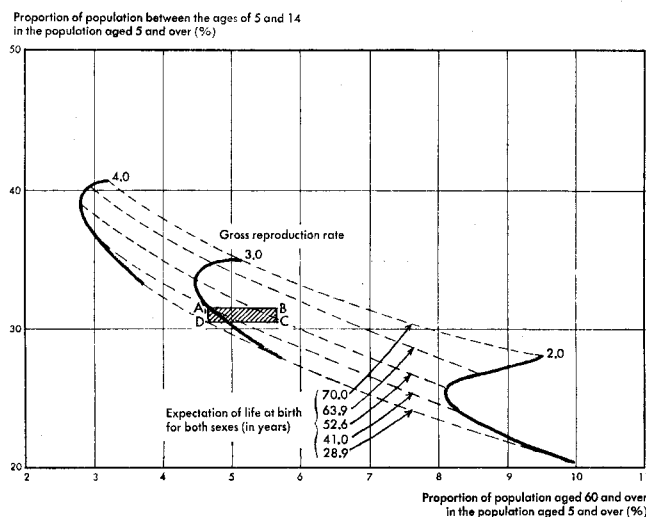 Proportion of population between the ages of 5 and 14
in the population aged 5 and over (%)
50
4.0
40
Gross reproduction rate
3.0
A
B
D
C
30
2.0
70.0
63.9
Expectation of life at birth
for both sexes (in years)
52.6
41.0
28.9
20
2
3
4
5
6
7
8
9
10
11
Proportion of population aged 60 and over
in the population aged 5 and over (%)